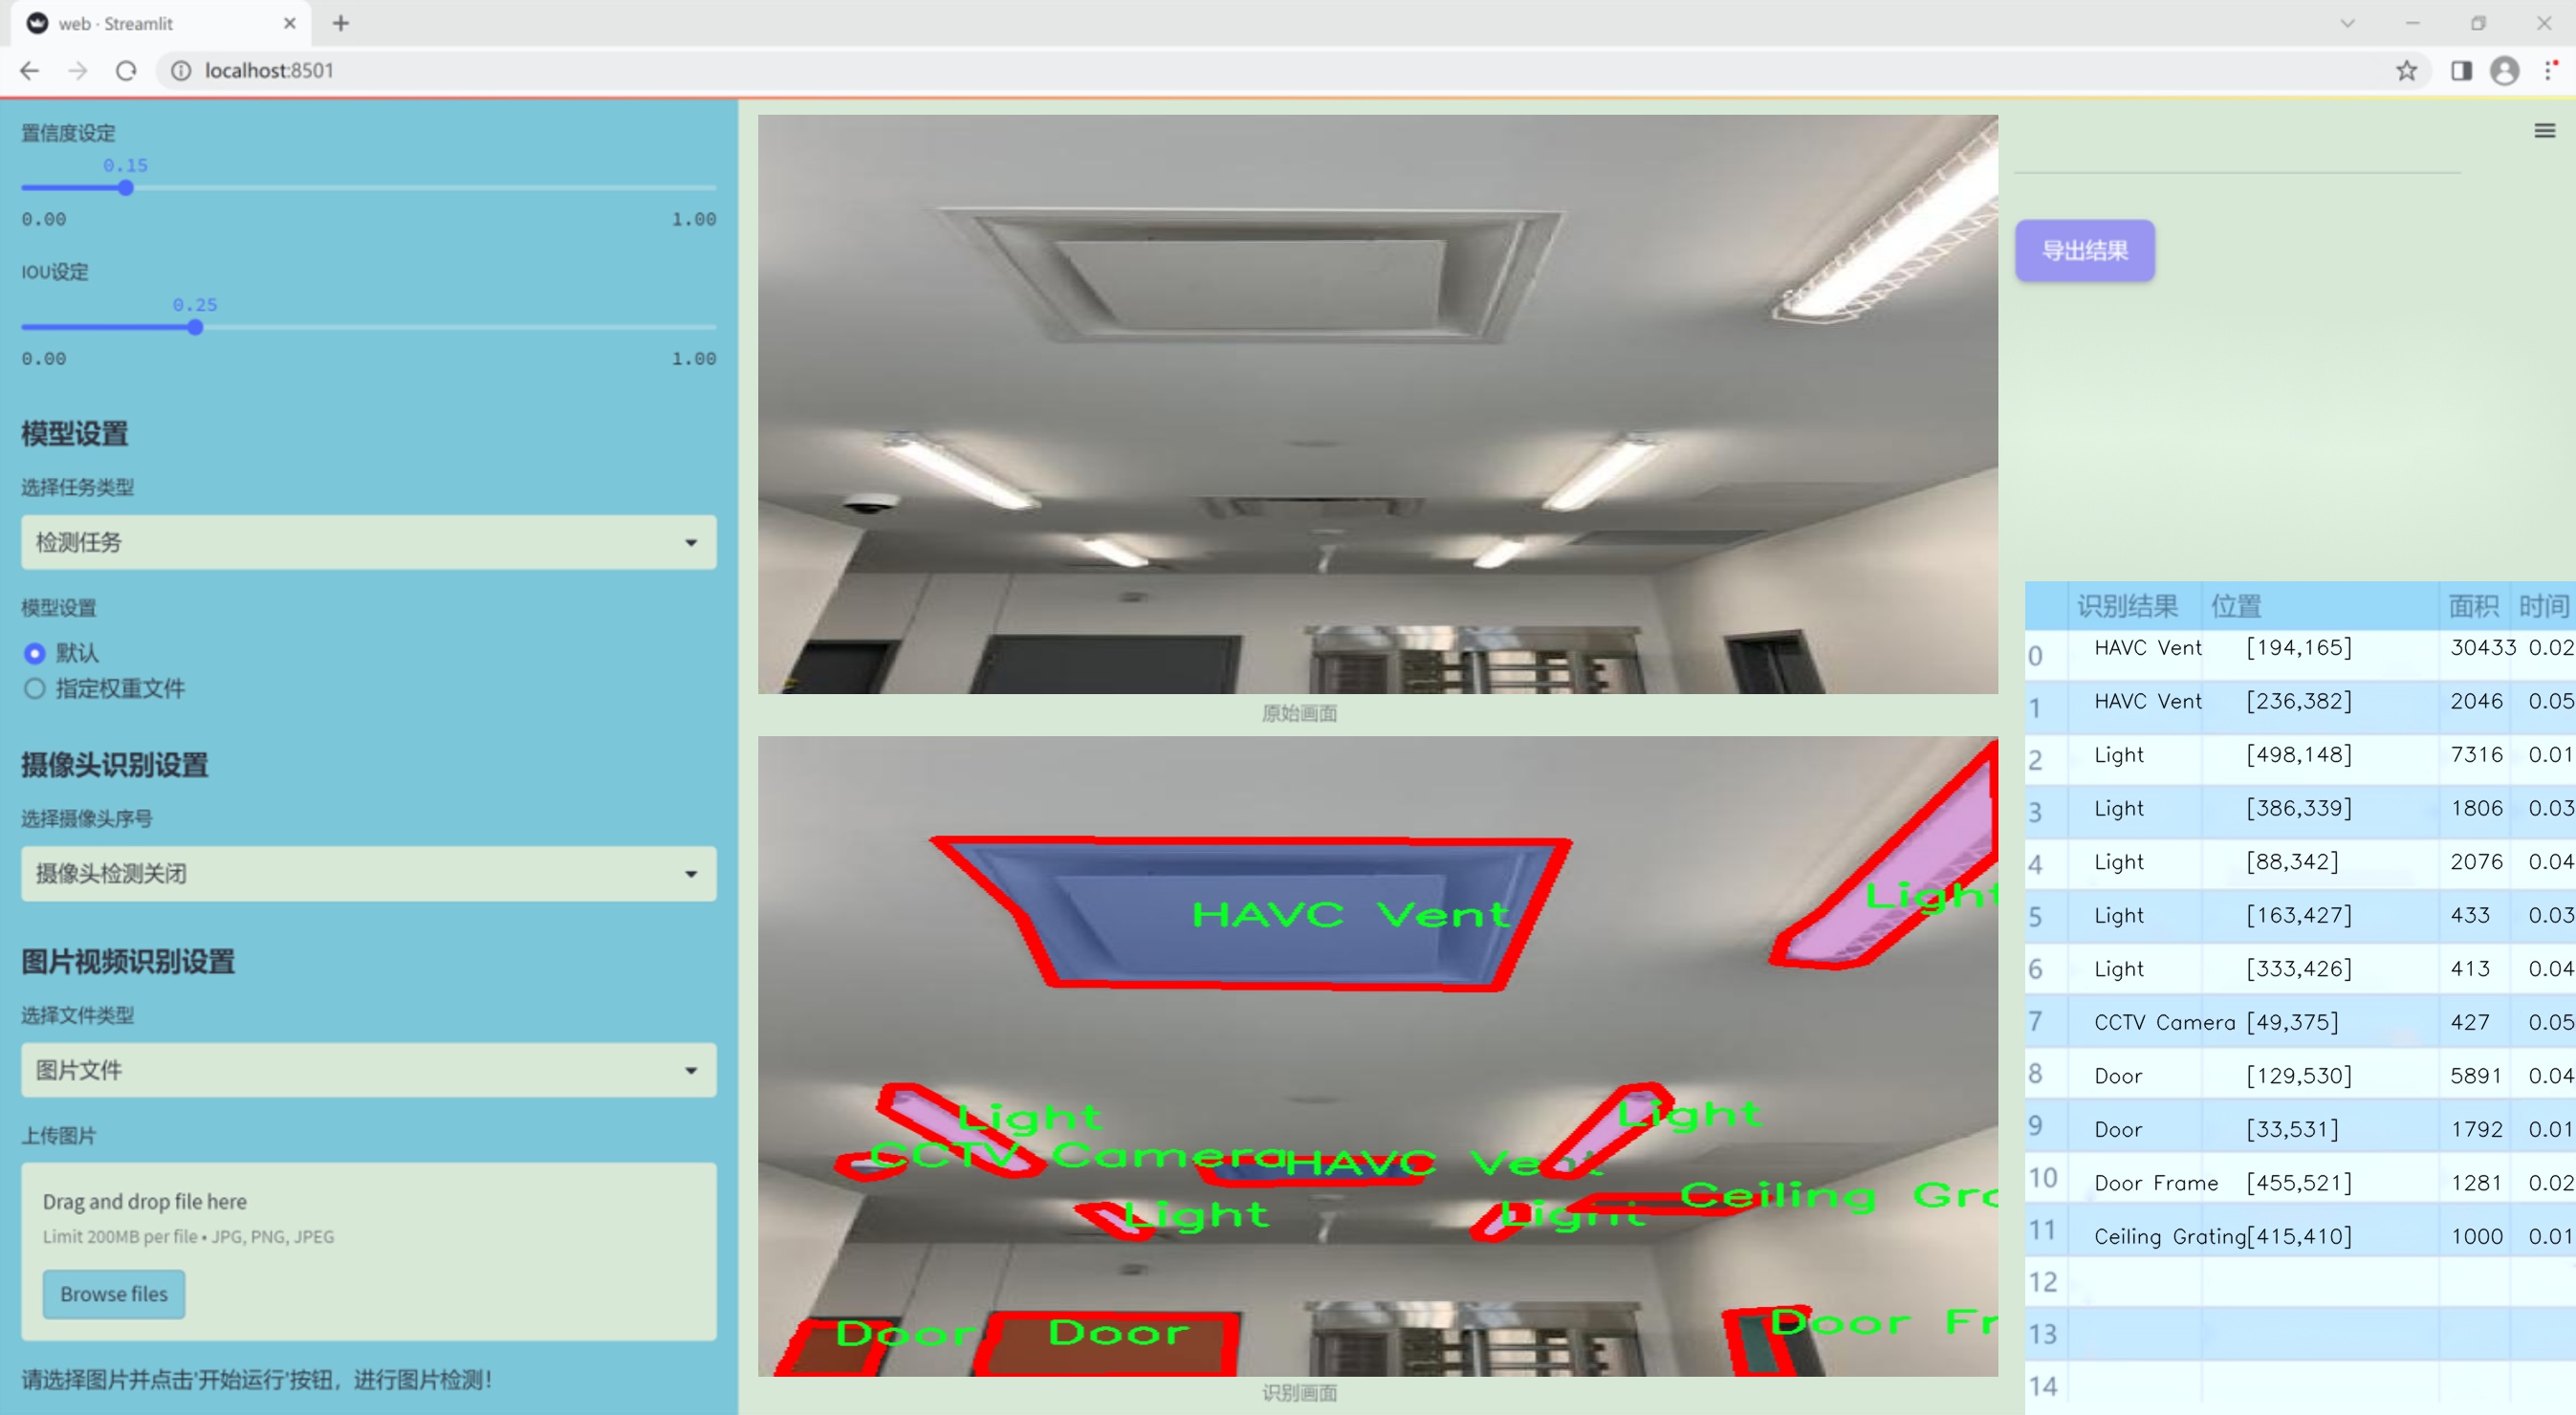 web · Streamlit
localhost:8501
置信度设定
0.15
0.00 1.00
IOU设定
0.25
0.00 1.00
模型设置
选择任务类型
检测任务
模型设置
默认
指定权重文件
摄像头识别设置
选择摄像头序号
摄像头检测关闭
图片视频识别设置
选择文件类型
图片文件
上传图片
Drag and drop file here
Limit 200MB per file • JPG, PNG, JPEG
Browse files
请选择图片并点击'开始运行'按钮，进行图片检测！
原始画面
HAVC Vent
Light
Light
Light
CCTV Camera
HAVC Vent
Ceiling Gra
Light
Light
Door
Door
Door Fr
识别画面
导出结果
识别结果 位置 面积 时间
0 HAVC Vent [194,165] 30433 0.02
1 HAVC Vent [236,382] 2046 0.05
2 Light [498,148] 7316 0.01
3 Light [386,339] 1806 0.03
4 Light [88,342] 2076 0.04
5 Light [163,427] 433 0.03
6 Light [333,426] 413 0.04
7 CCTV Camera [49,375] 427 0.05
8 Door [129,530] 5891 0.04
9 Door [33,531] 1792 0.01
10 Door Frame [455,521] 1281 0.02
11 Ceiling Grating[415,410] 1000 0.01
12
13
14